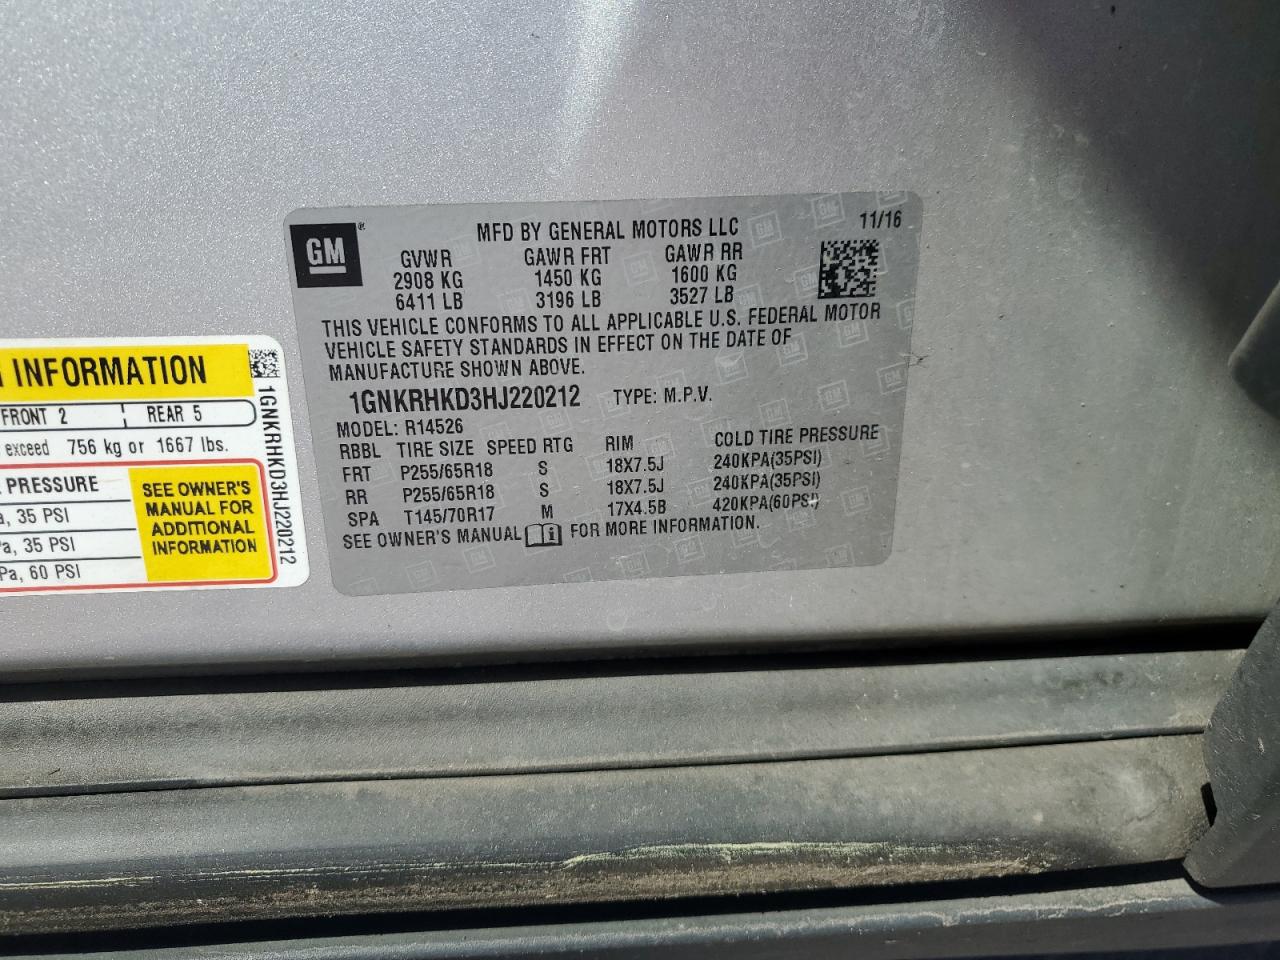 GM ®
MFD BY GENERAL MOTORS LLC 11/16
GVWR GAWR FRT GAWR RR
2908 KG 1450 KG 1600 KG
6411 LB 3196 LB 3527 LB
THIS VEHICLE CONFORMS TO ALL APPLICABLE U.S. FEDERAL MOTOR
VEHICLE SAFETY STANDARDS IN EFFECT ON THE DATE OF
MANUFACTURE SHOWN ABOVE.
1GNKRHKD3HJ220212 TYPE: M.P.V.
MODEL: R14526
RBBL TIRE SIZE SPEED RTG RIM COLD TIRE PRESSURE
FRT P255/65R18 S 18X7.5J 240KPA(35PSI)
RR P255/65R18 S 18X7.5J 240KPA(35PSI)
SPA T145/70R17 M 17X4.5B 420KPA(60PSI)
SEE OWNER'S MANUAL FOR MORE INFORMATION.
INFORMATION
FRONT 2 REAR 5
exceed 756 kg or 1667 lbs.
PRESSURE
a, 35 PSI
Pa, 35 PSI
Pa, 60 PSI
SEE OWNER'S
MANUAL FOR
ADDITIONAL
INFORMATION
1GNKRHKD3HJ220212